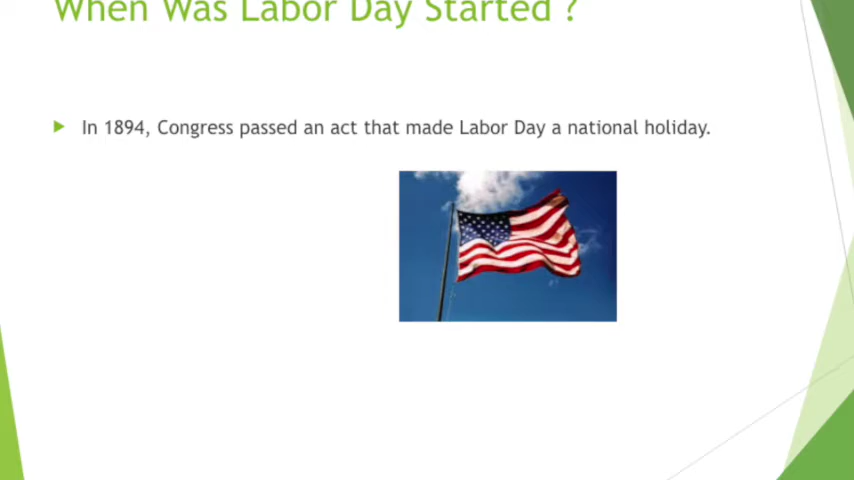 When Was Labor Day Started ?
In 1894, Congress passed an act that made Labor Day a national holiday.